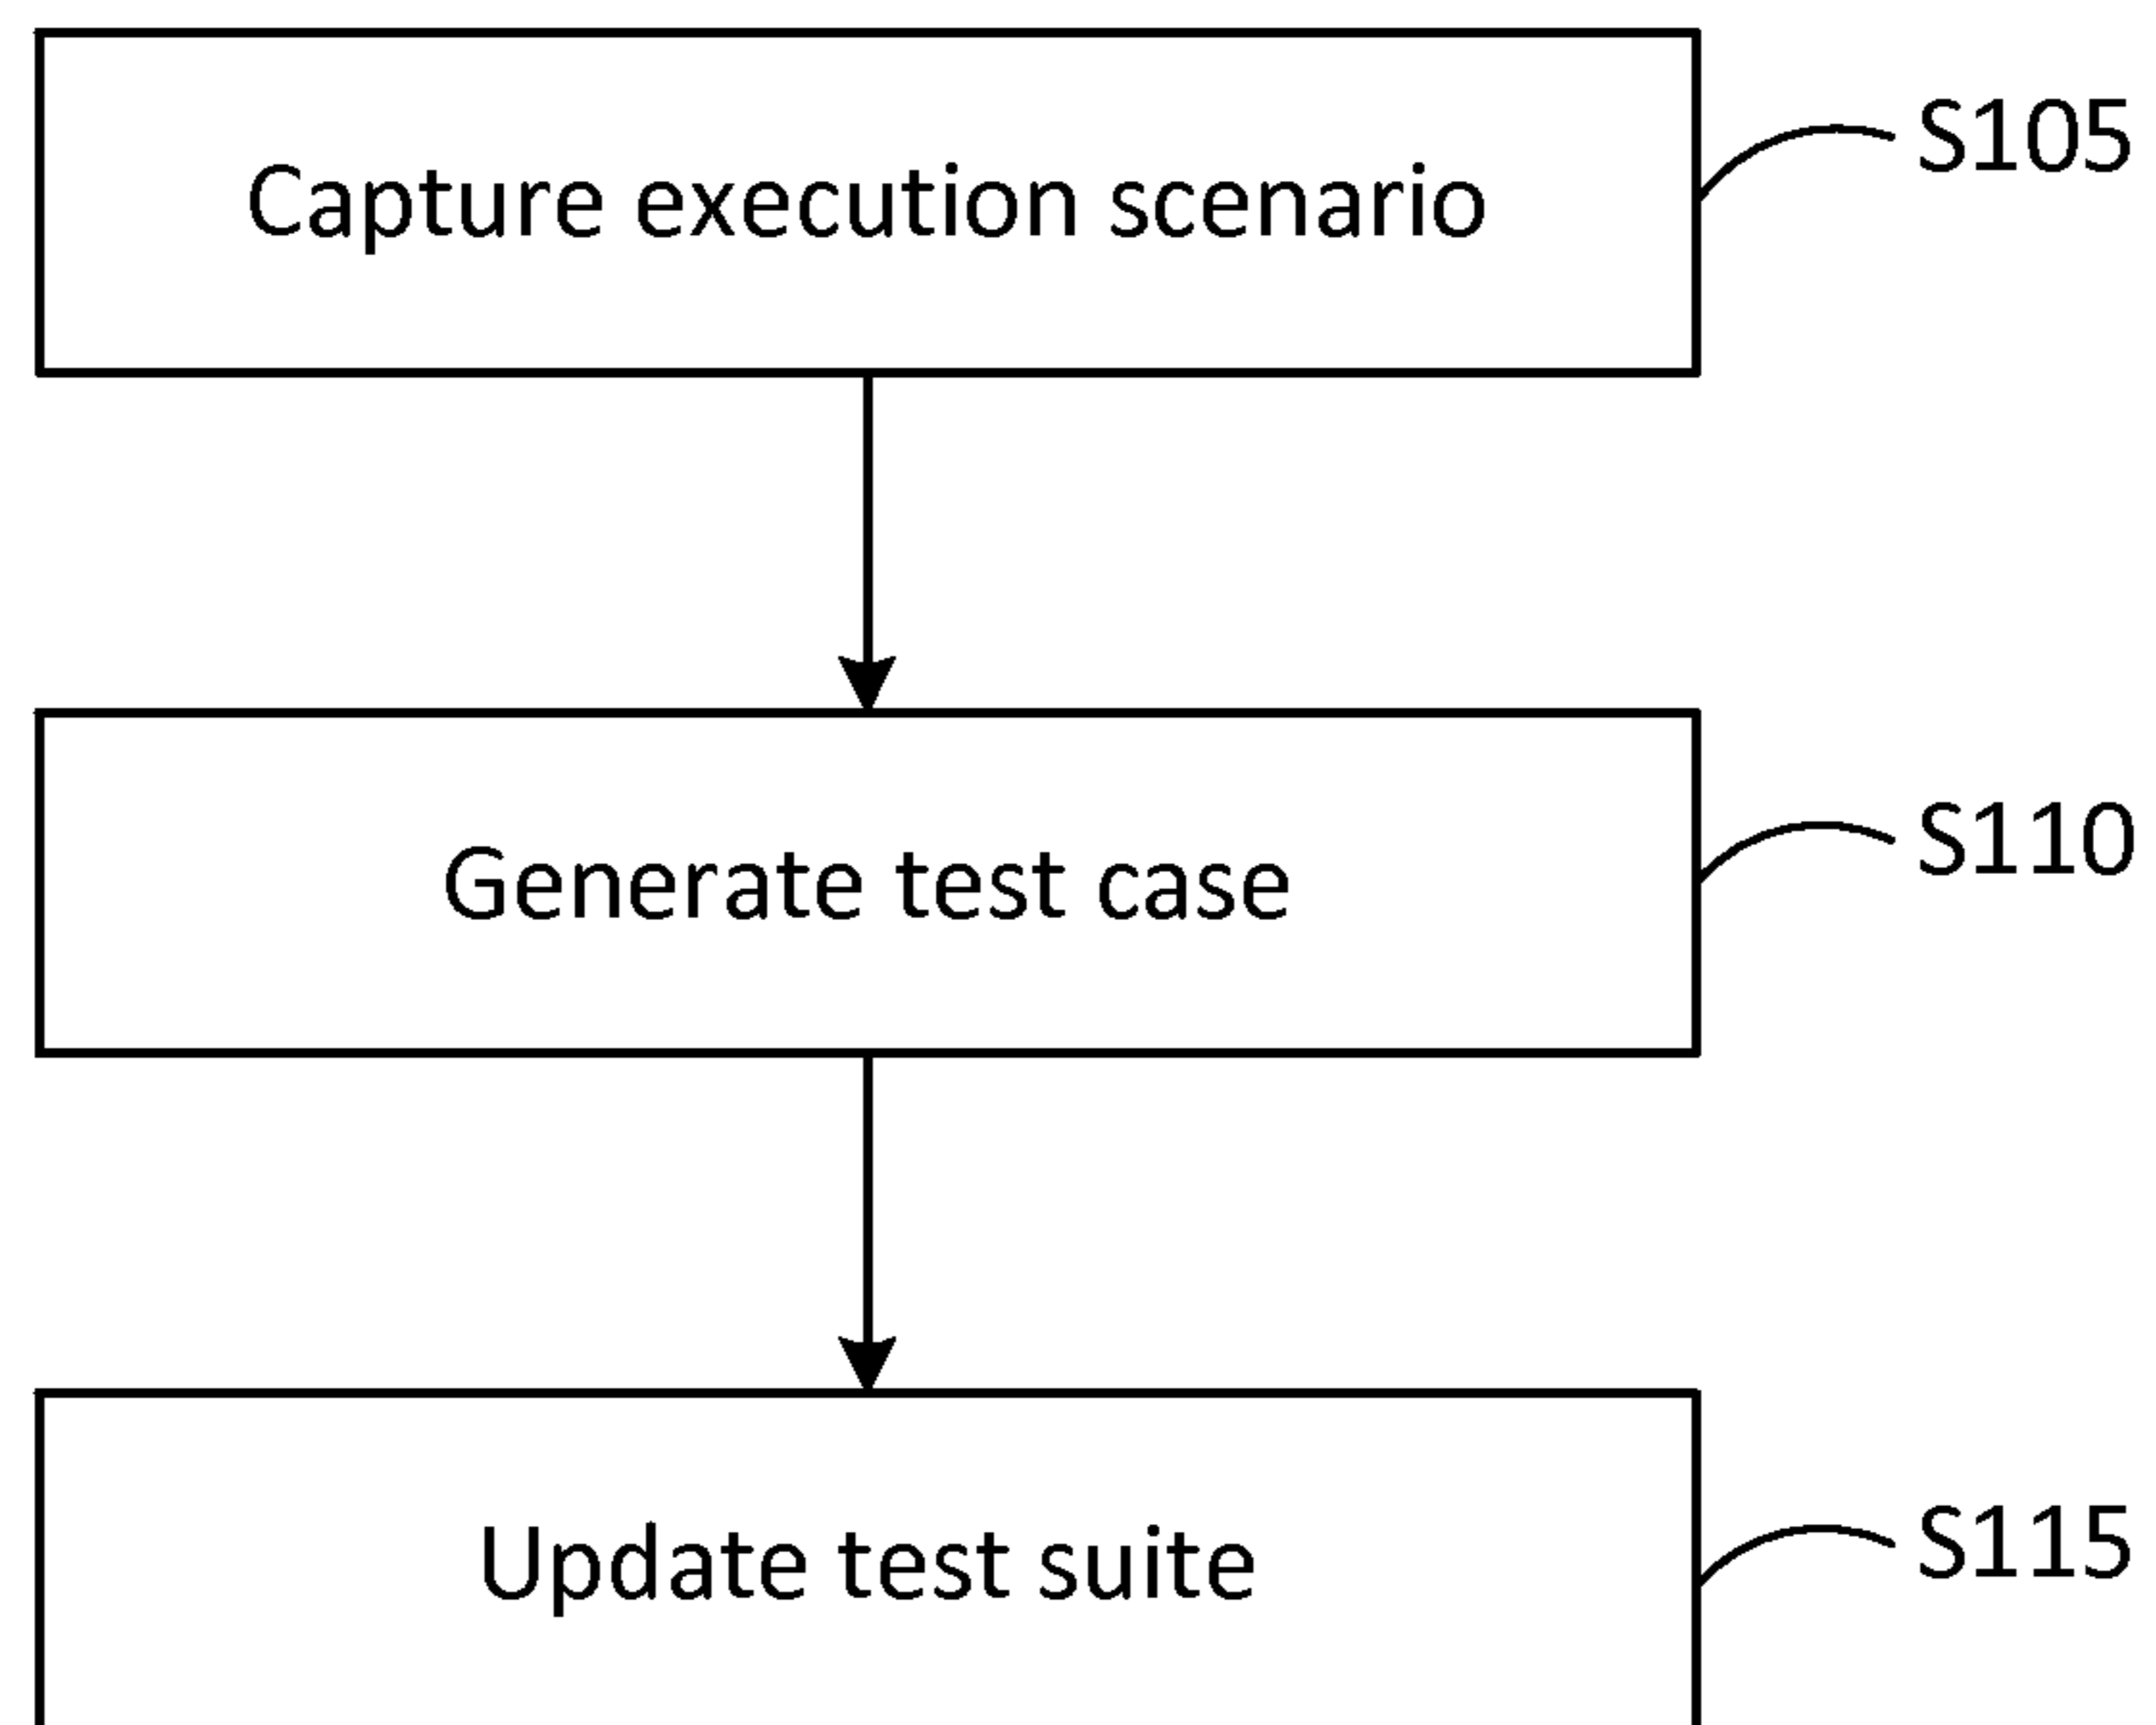 Capture execution scenario
S105
Generate test case
S110
Update test suite
S115